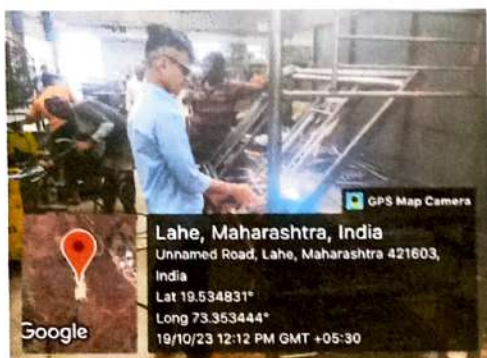 GPS Map Camera
Lahe, Maharashtra, India
Unnamed Road, Lahe, Maharashtra 421603,
India
Lat 19.534831°
Long 73.353444°
19/10/23 12:12 PM GMT +05:30
Google